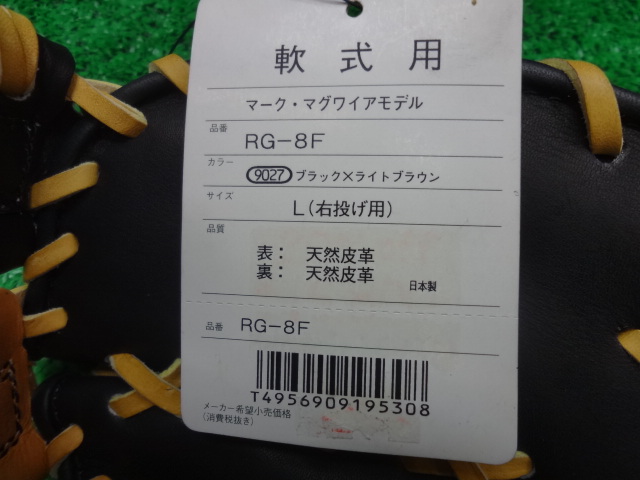 軟式用
マーク・マグワイアモデル
品番 RG-8F
カラー 9027 ブラック×ライトブラウン
サイズ L(右投げ用)
品質
表: 天然皮革
裏: 天然皮革 日本製
品番 RG-8F
T4956909195308
メーカー希望小売価格
(消費税抜き)